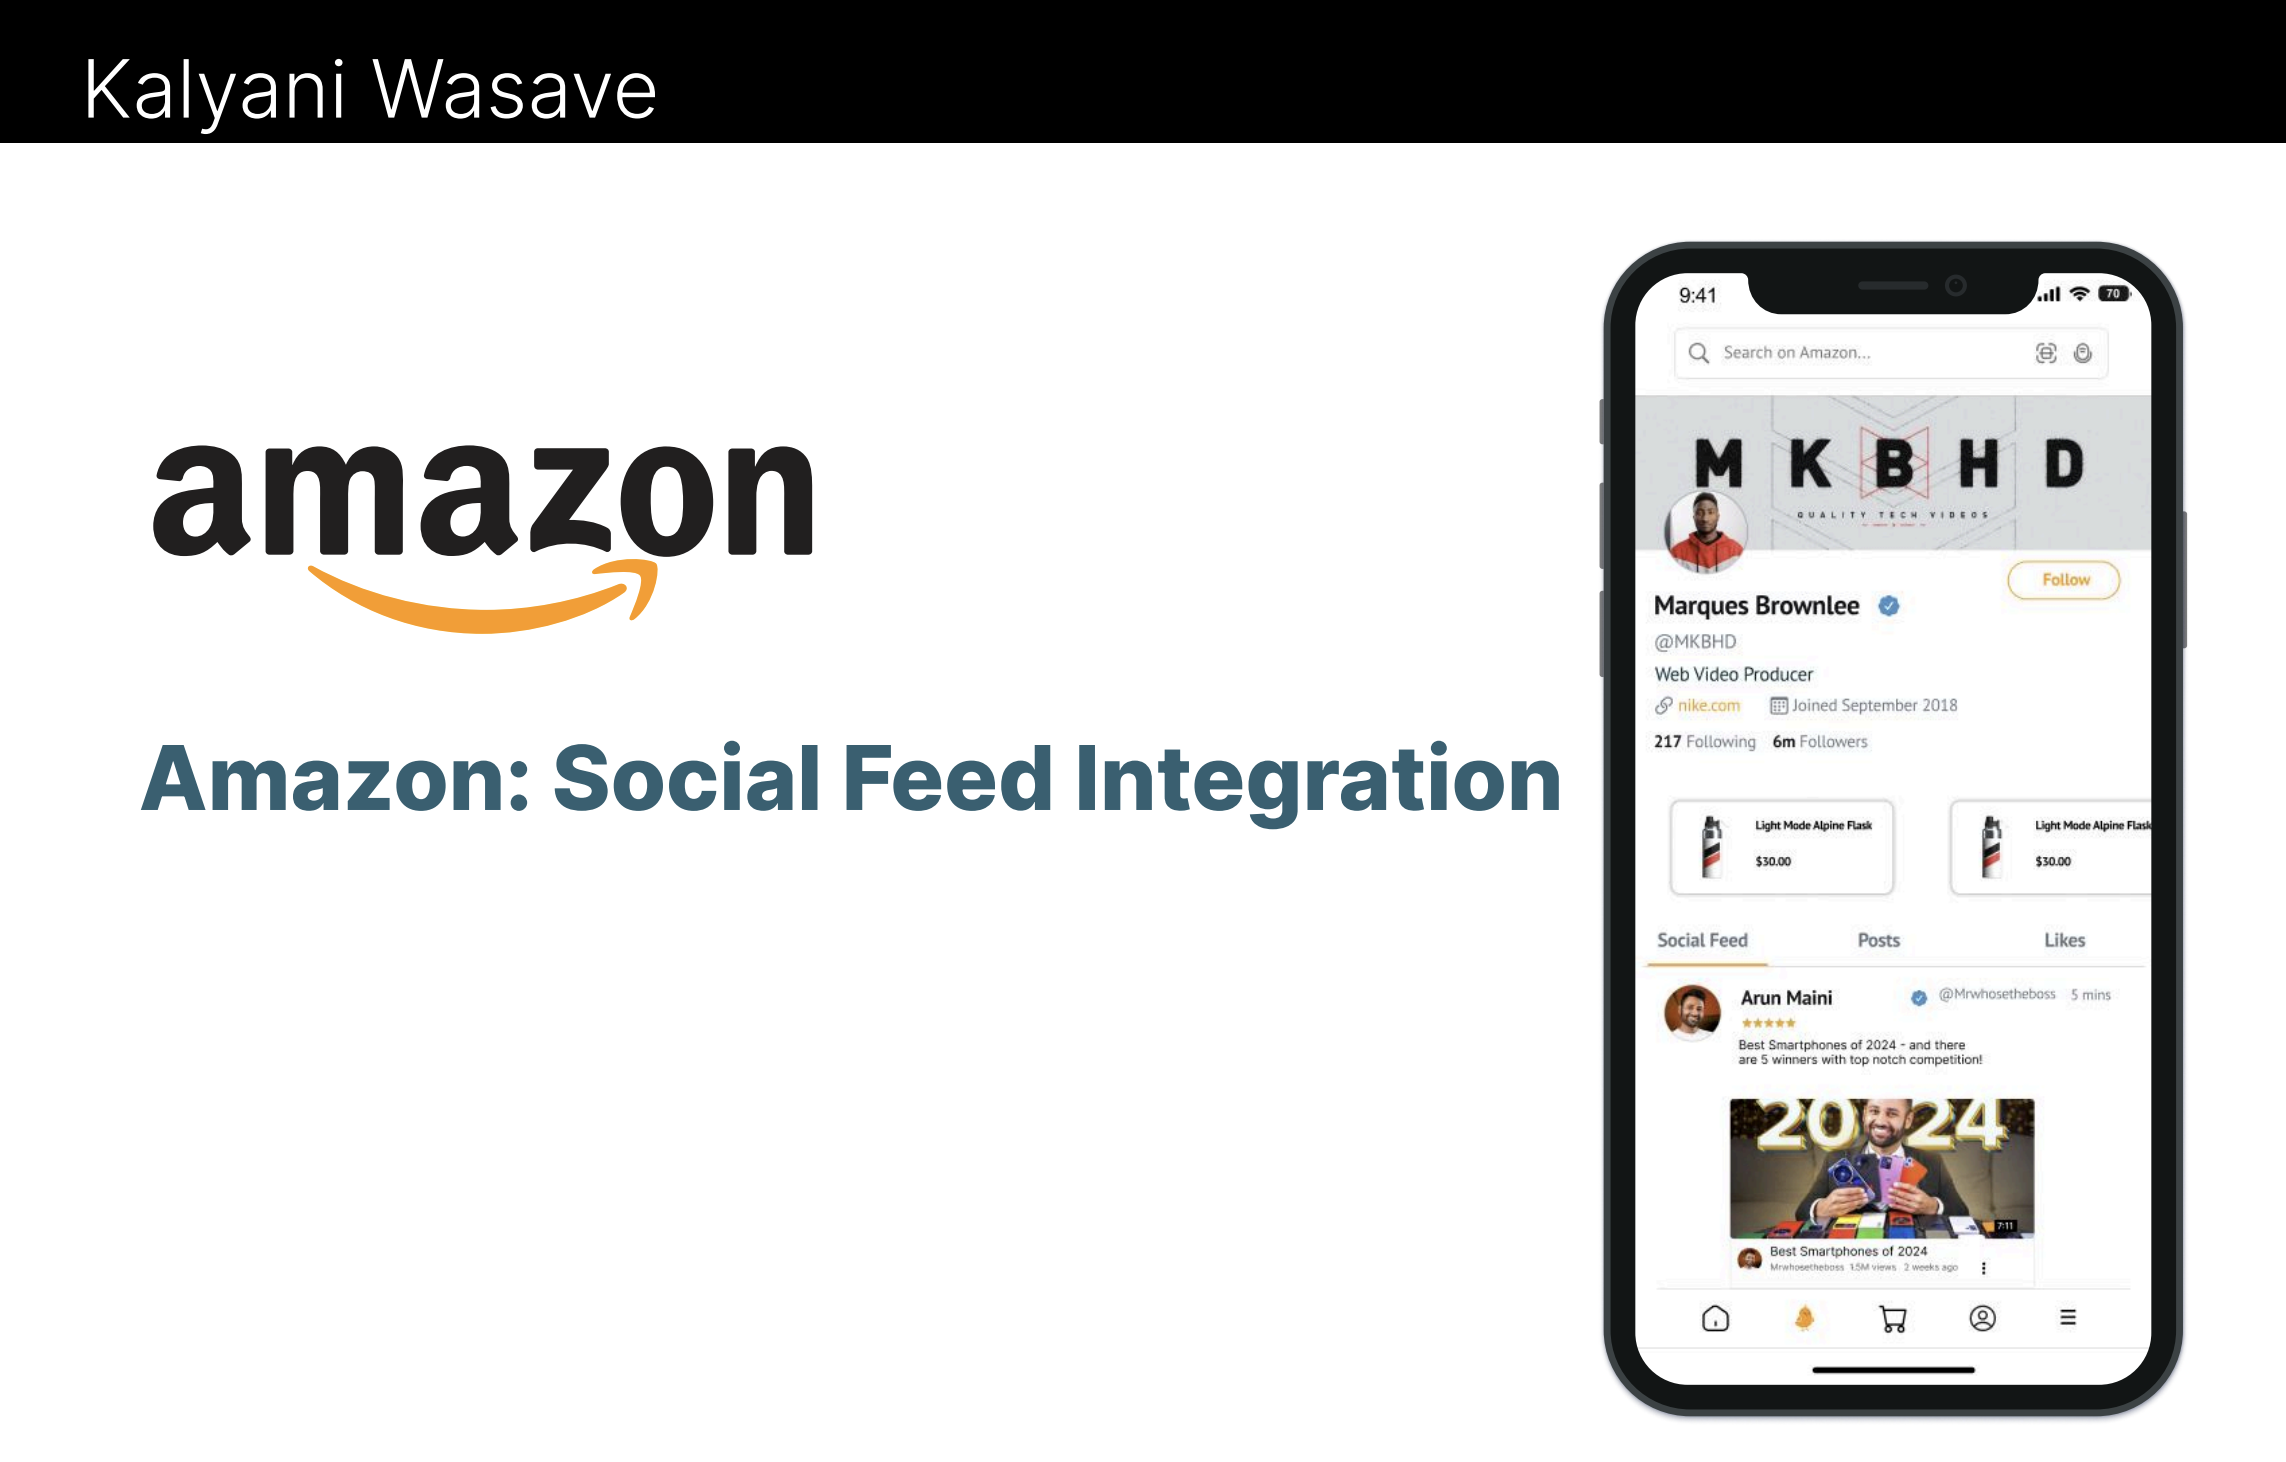 Kalyani Wasave
amazon
Amazon: Social Feed Integration
9:41
70
Search on Amazon...
M K B H D
QUALITY TECH VIDEOS
Follow
Marques Brownlee
@MKBHD
Web Video Producer
nike.com Joined September 2018
217 Following 6m Followers
Light Mode Alpine Flask
$30.00
Light Mode Alpine Flask
$30.00
Social Feed Posts Likes
Arun Maini @Mrwhosetheboss 5 mins
Best Smartphones of 2024 - and there
are 5 winners with top notch competition!
2024
7:11
Best Smartphones of 2024
Mrwhosetheboss 1.5M views 2 weeks ago